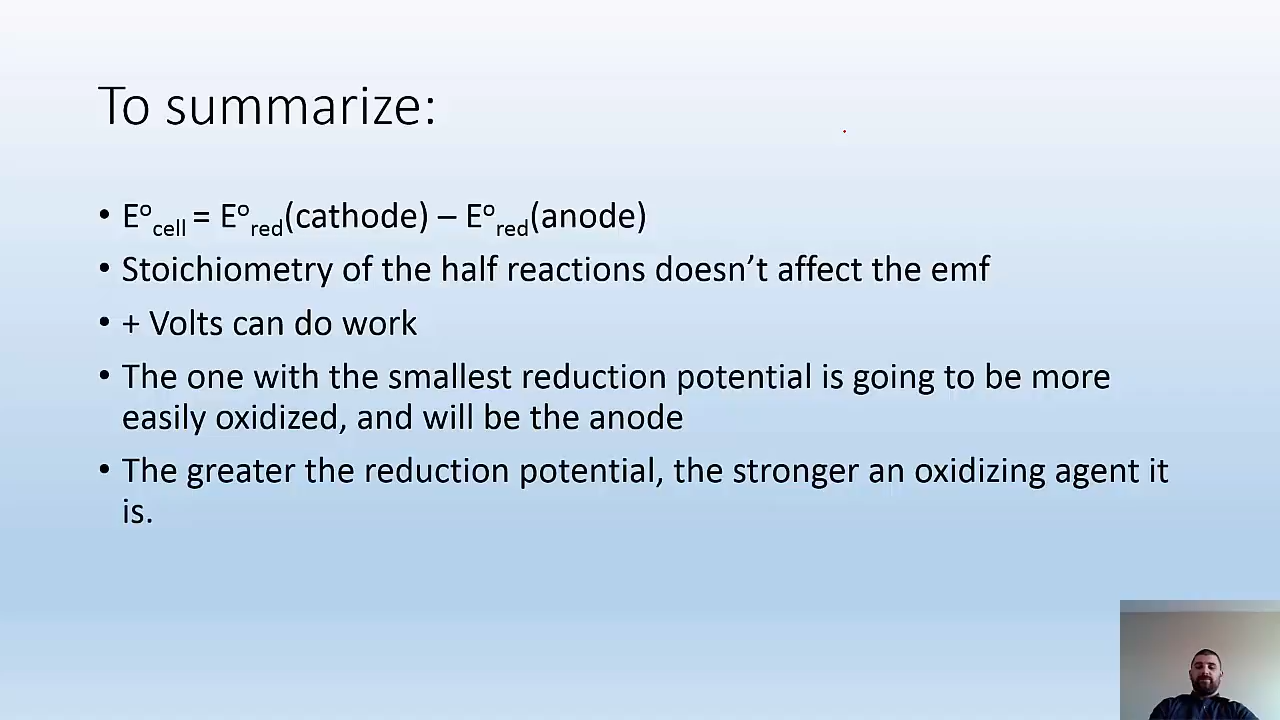 To summarize:
• E°cell = E°red(cathode) – E°red(anode)
• Stoichiometry of the half reactions doesn’t affect the emf
• + Volts can do work
• The one with the smallest reduction potential is going to be more
easily oxidized, and will be the anode
• The greater the reduction potential, the stronger an oxidizing agent it
is.